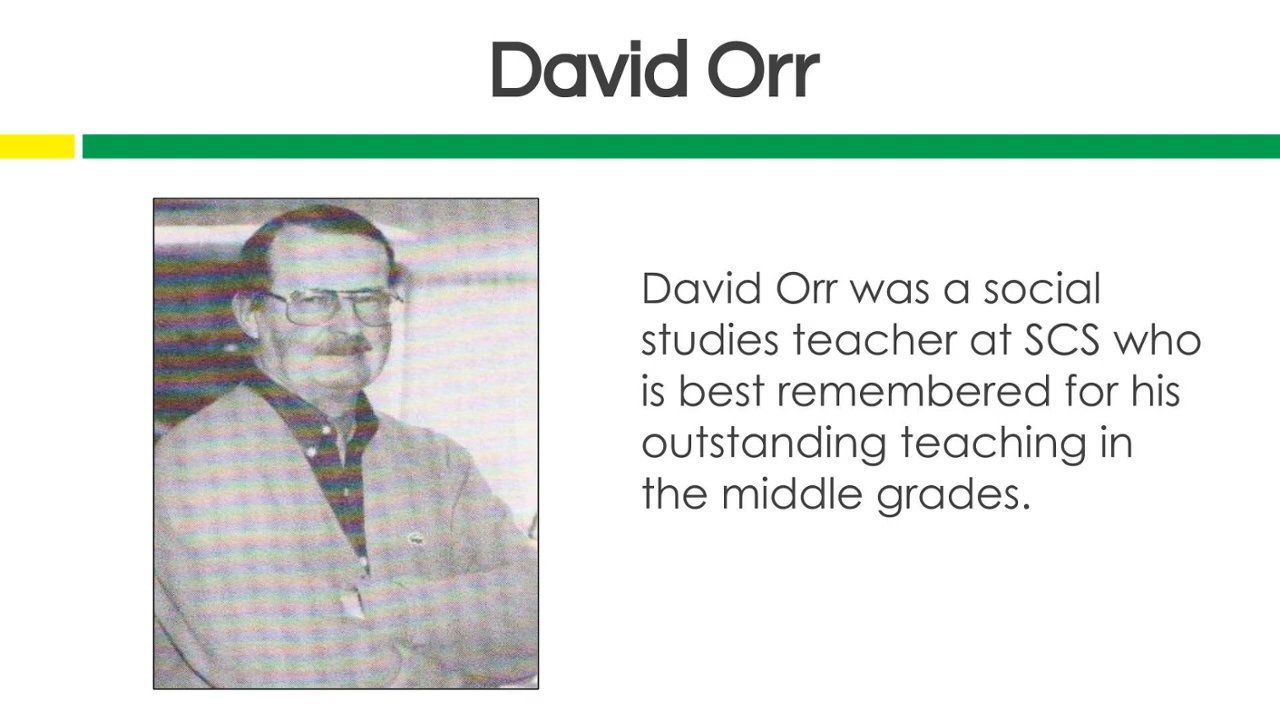 David Orr
David Orr was a social
studies teacher at SCS who
is best remembered for his
outstanding teaching in
the middle grades.